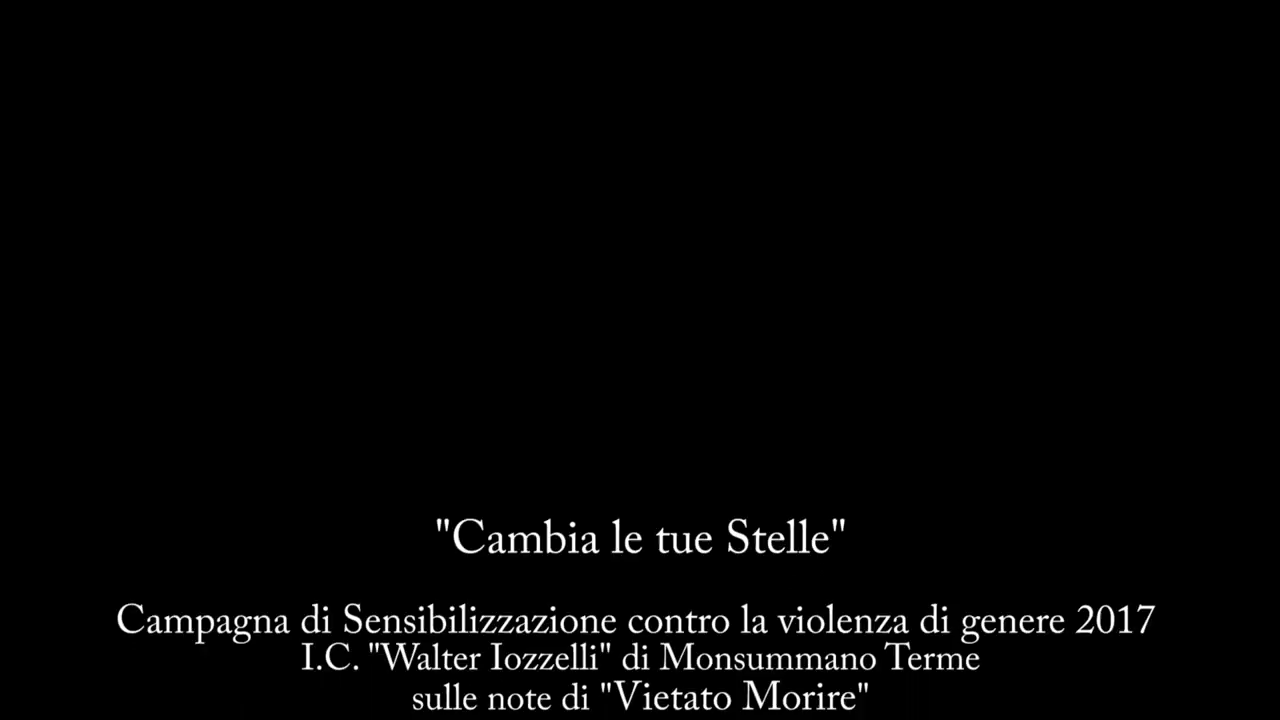 "Cambia le tue Stelle"
Campagna di Sensibilizzazione contro la violenza di genere 2017
I.C. "Walter Iozzelli" di Monsummano Terme
sulle note di "Vietato Morire"